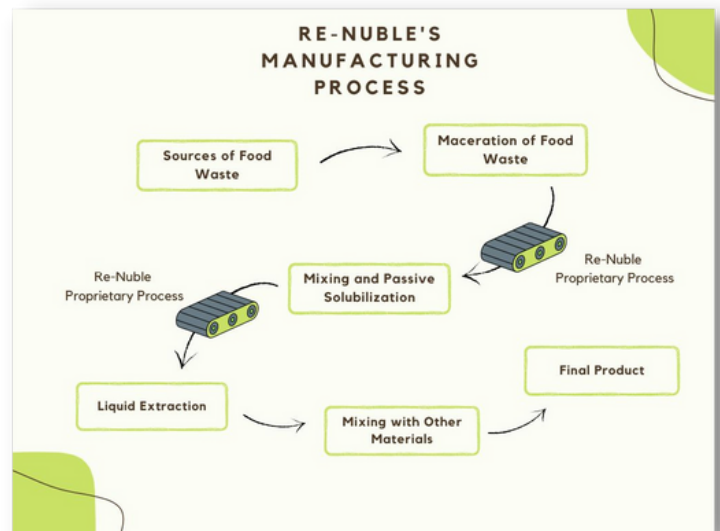 RE-NUBLE'S
MANUFACTURING
PROCESS
Sources of Food
Waste
Maceration of Food
Waste
Re-Nuble
Proprietary Process
Mixing and Passive
Solubilization
Re-Nuble
Proprietary Process
Liquid Extraction
Mixing with Other
Materials
Final Product